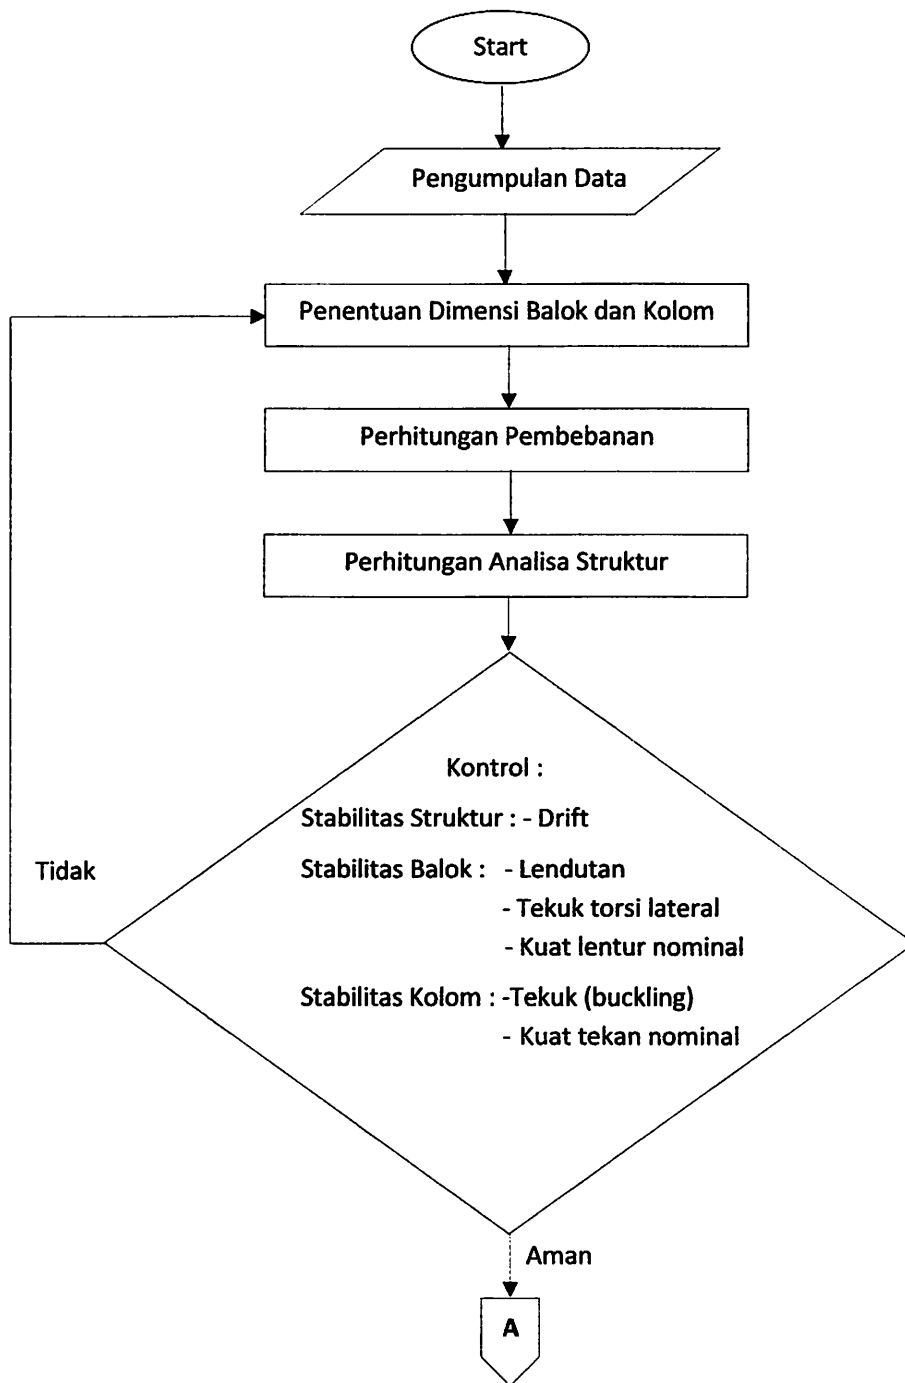 Start
Pengumpulan Data
Penentuan Dimensi Balok dan Kolom
Perhitungan Pembebanan
Perhitungan Analisa Struktur
Kontrol :
Stabilitas Struktur : - Drift
Tidak
Stabilitas Balok : - Lendutan
- Tekuk torsi lateral
- Kuat lentur nominal
Stabilitas Kolom : -Tekuk (buckling)
- Kuat tekan nominal
Aman
A